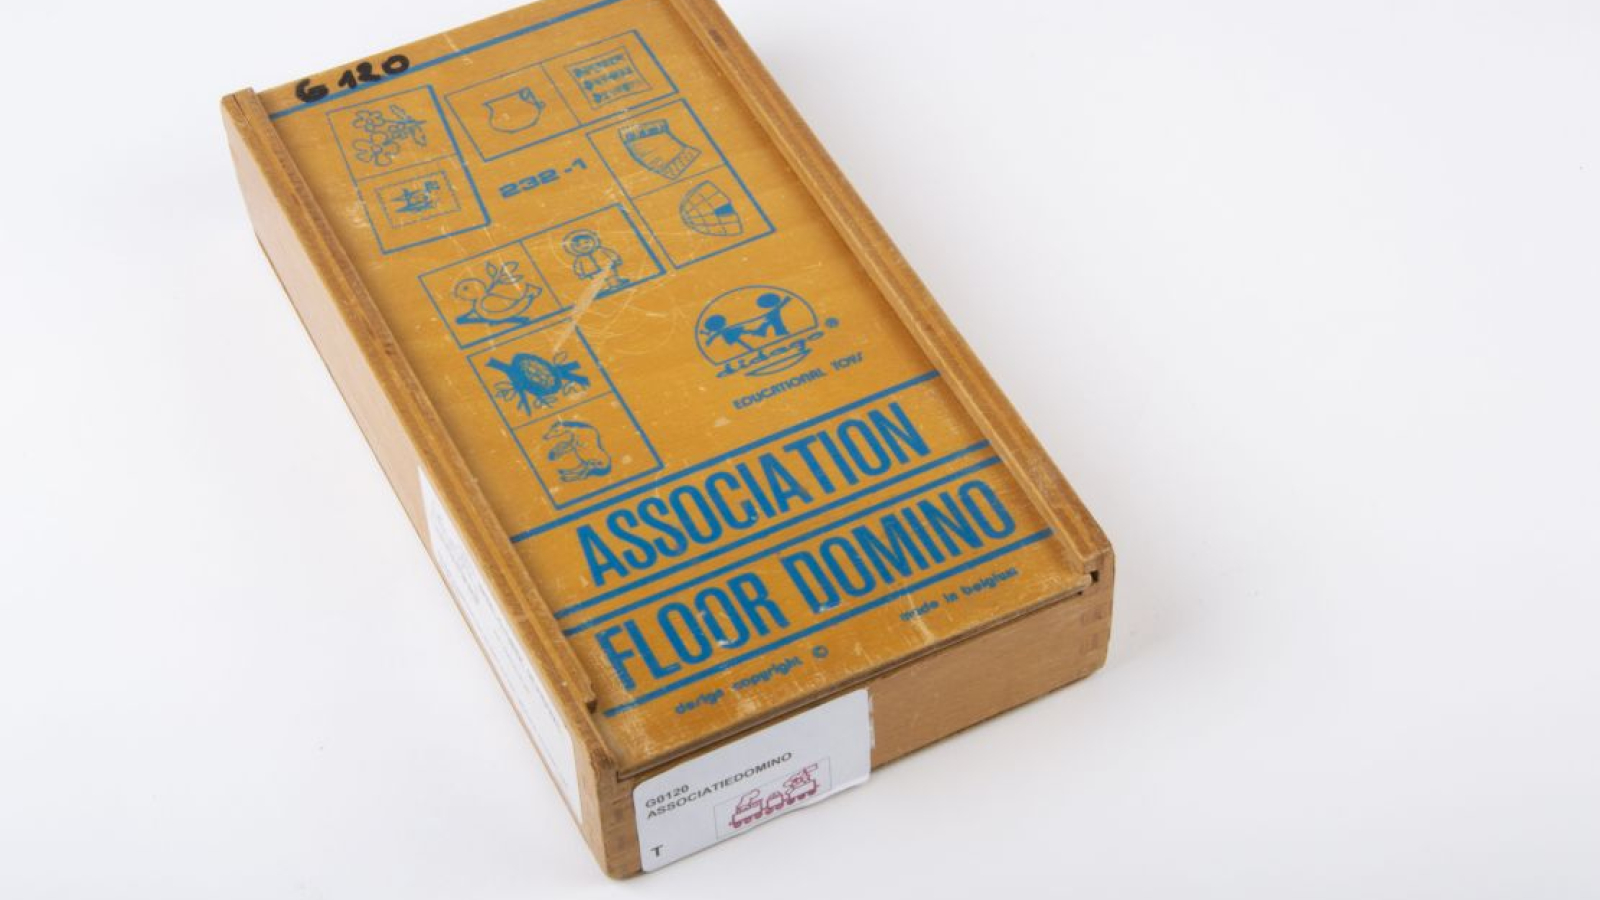 G 120
232-1
didago®
EDUCATIONAL TOYS
ASSOCIATION
FLOOR DOMINO
made in belgium
design copyright ©
G0120
ASSOCIATIEDOMINO
T